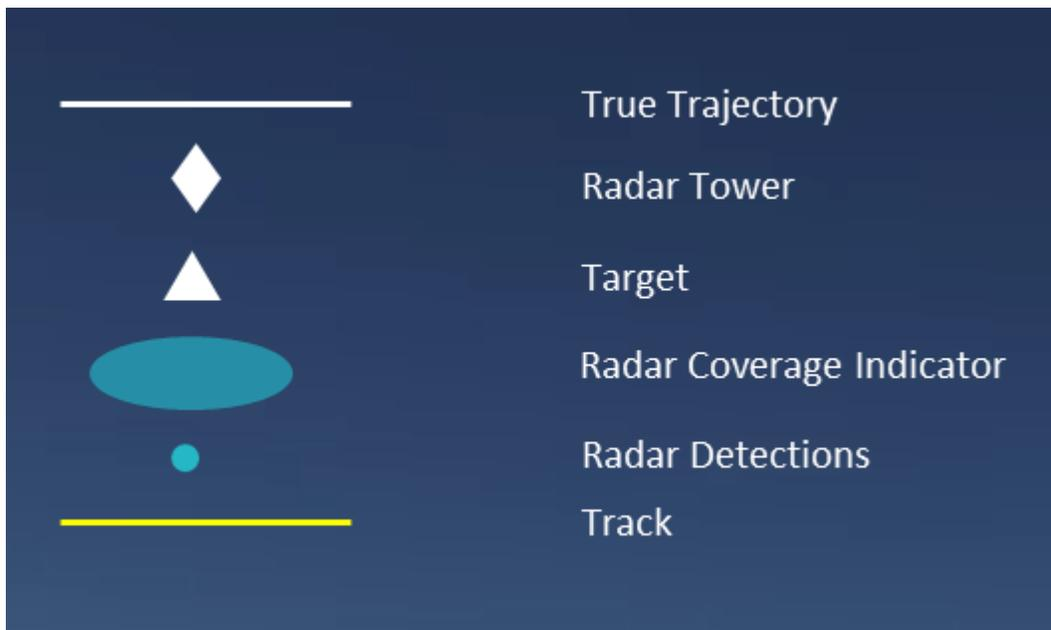 True Trajectory
Radar Tower
Target
Radar Coverage Indicator
Radar Detections
Track